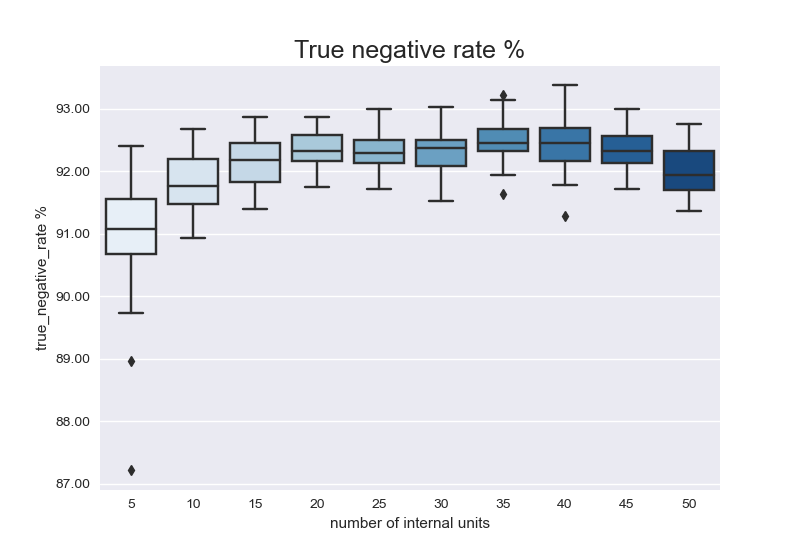 True negative rate %
true_negative_rate %
93.00
92.00
91.00
90.00
89.00
88.00
87.00
5 10 15 20 25 30 35 40 45 50
number of internal units